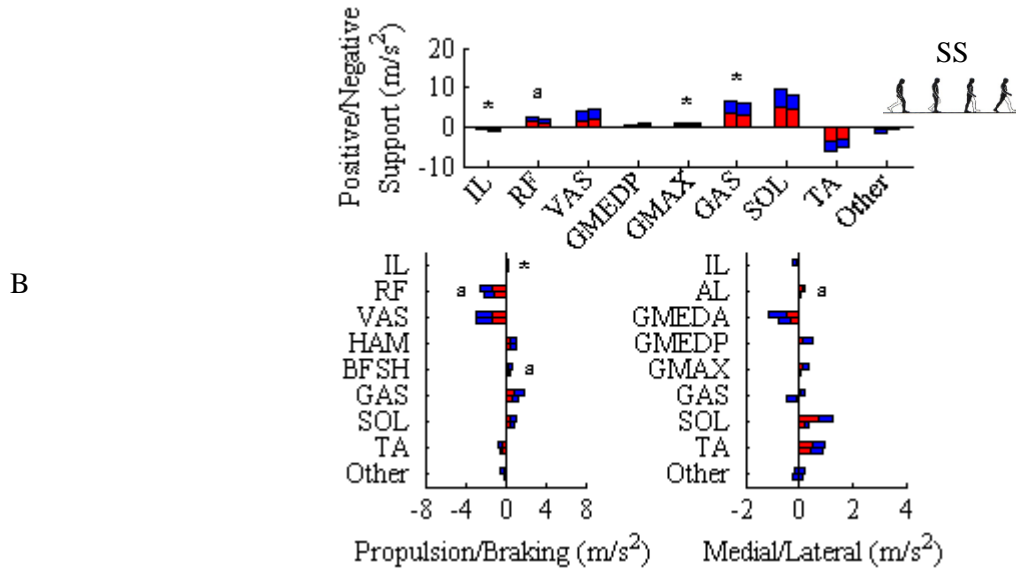 Positive/Negative
Support (m/s²)
20
10
0
-10
*
a
*
*
SS
IL
RF
VAS
GMEDP
GMAX
GAS
SOL
TA
Other
B
IL
*
RF
a
VAS
HAM
BFSH
a
GAS
SOL
TA
Other
-8 -4 0 4 8
Propulsion/Braking (m/s²)
IL
AL
a
GMEDA
GMEDP
GMAX
GAS
SOL
TA
Other
-2 0 2 4
Medial/Lateral (m/s²)